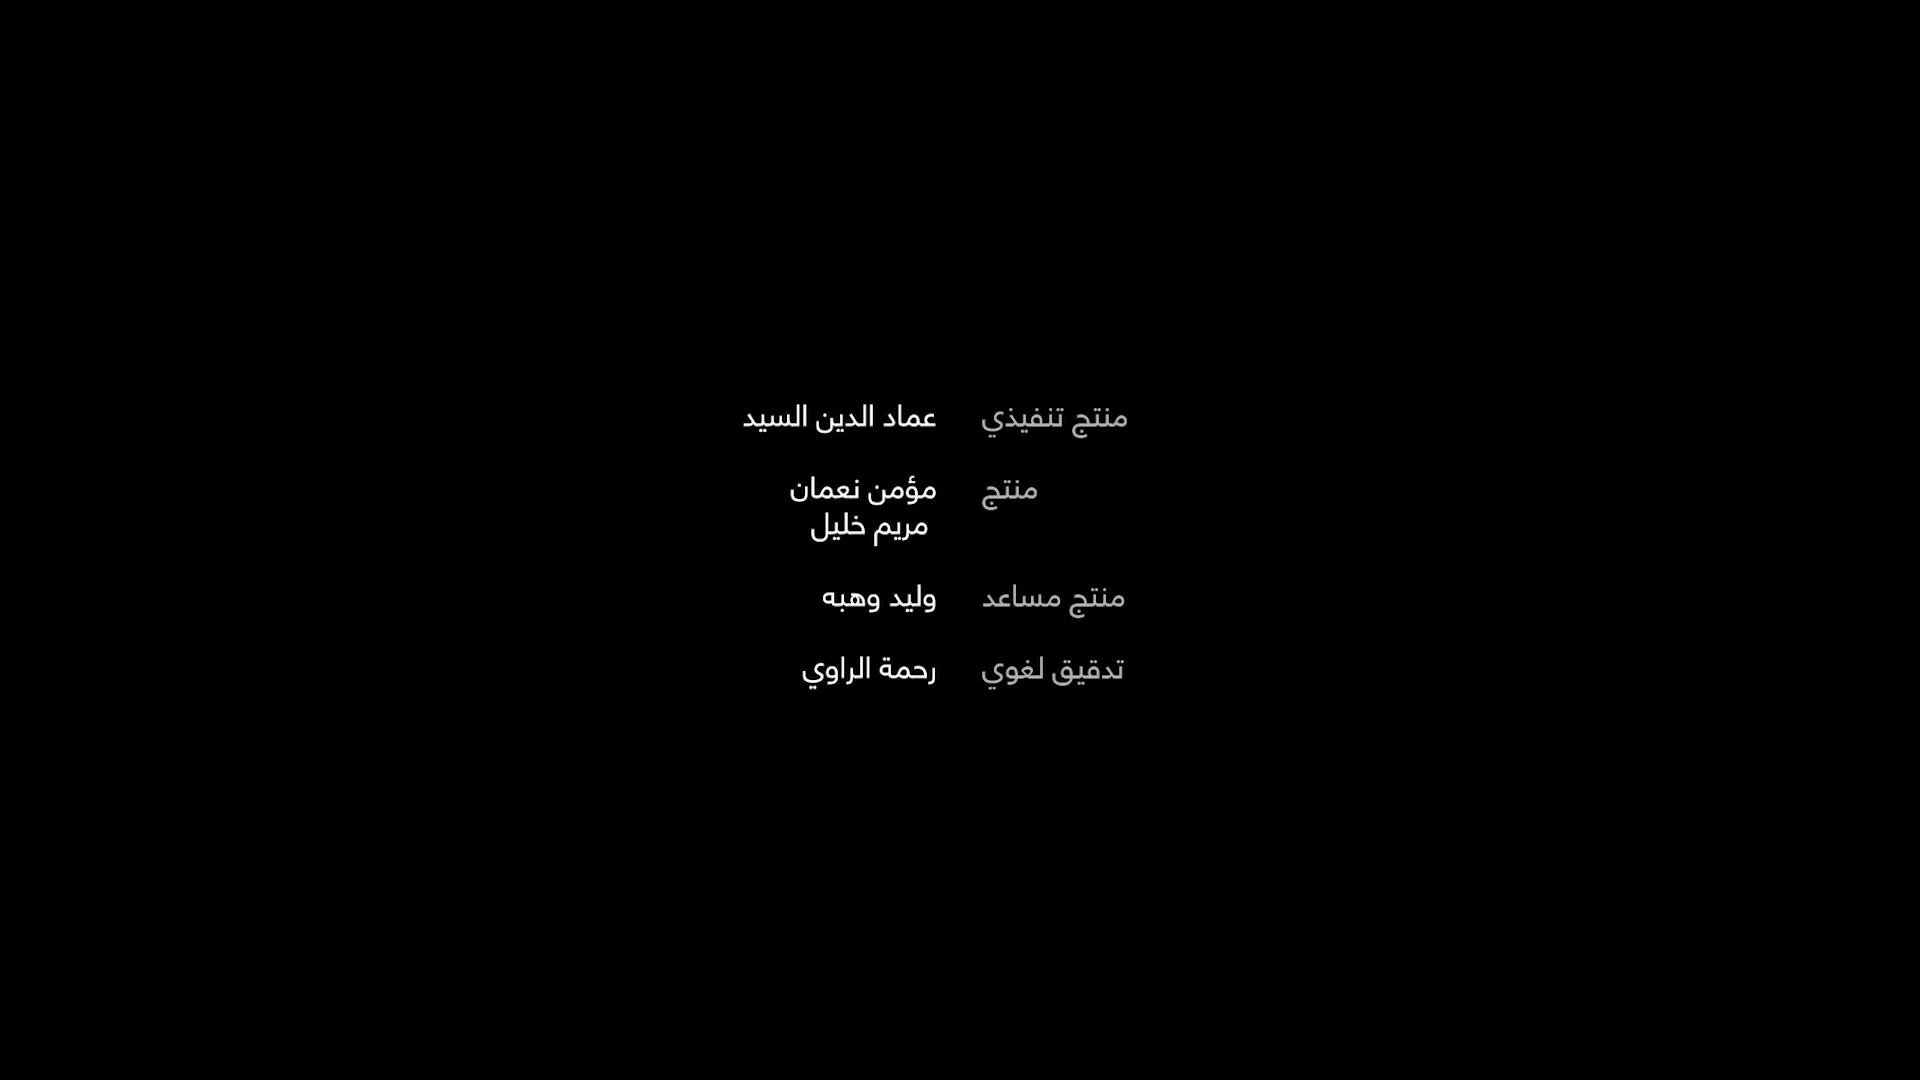 منتج تنفيذي عماد الدين السيد
منتج مؤمن نعمان
مريم خليل
منتج مساعد وليد وهبه
تدقيق لغوي رحمة الراوي